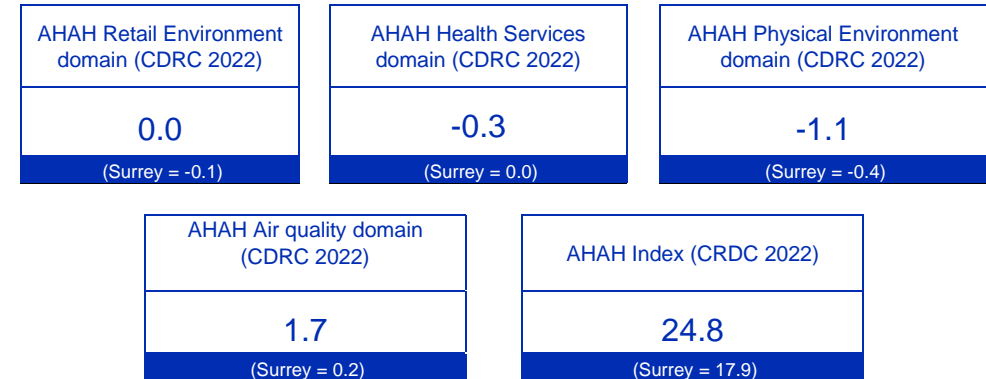 AHAH Retail Environment
domain (CDRC 2022)
0.0
(Surrey = -0.1)
AHAH Health Services
domain (CDRC 2022)
-0.3
(Surrey = 0.0)
AHAH Physical Environment
domain (CDRC 2022)
-1.1
(Surrey = -0.4)
AHAH Air quality domain
(CDRC 2022)
1.7
(Surrey = 0.2)
AHAH Index (CRDC 2022)
24.8
(Surrey = 17.9)